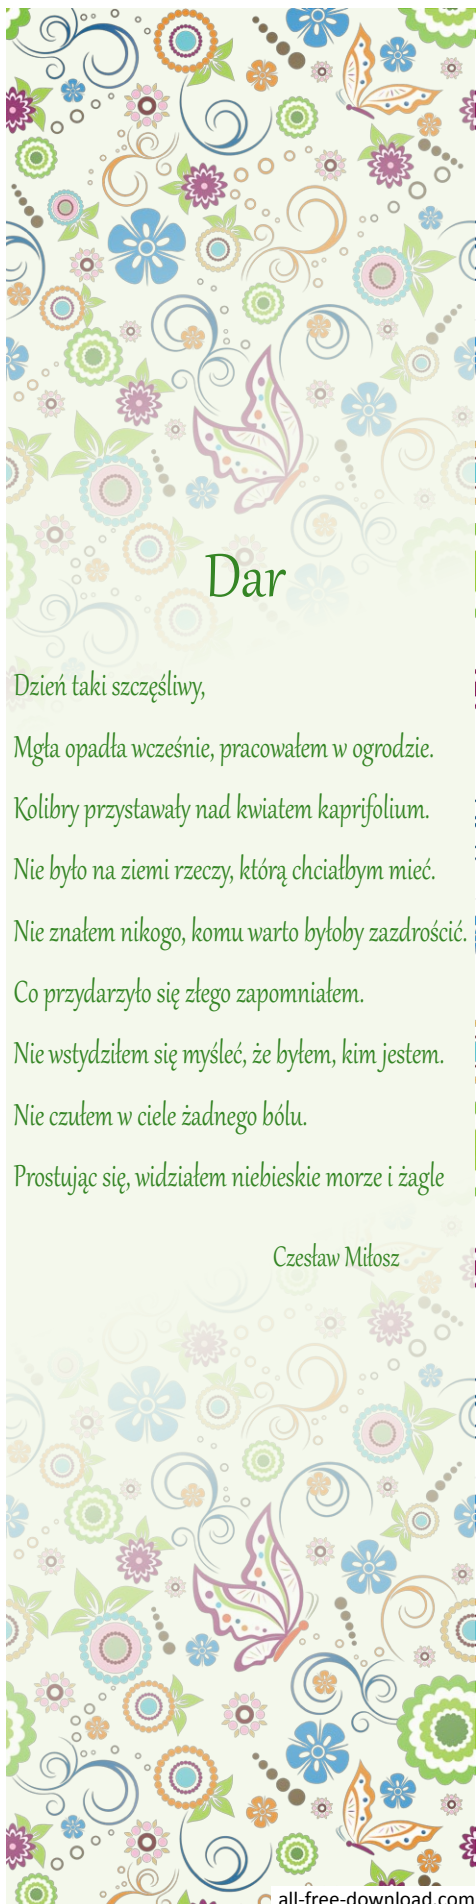 Dar
Dzień taki szczęśliwy,
Mgła opadła wcześnie, pracowałem w ogrodzie.
Kolibry przystawały nad kwiatem kaprifolium.
Nie było na ziemi rzeczy, którą chciałbym mieć.
Nie znałem nikogo, komu warto byłoby zazdrościć.
Co przydarzyło się złego zapomniałem.
Nie wstydziłem się myśleć, że byłem, kim jestem.
Nie czułem w ciele żadnego bólu.
Prostując się, widziałem niebieskie morze i żagle
Czesław Miłosz
all-free-download.com